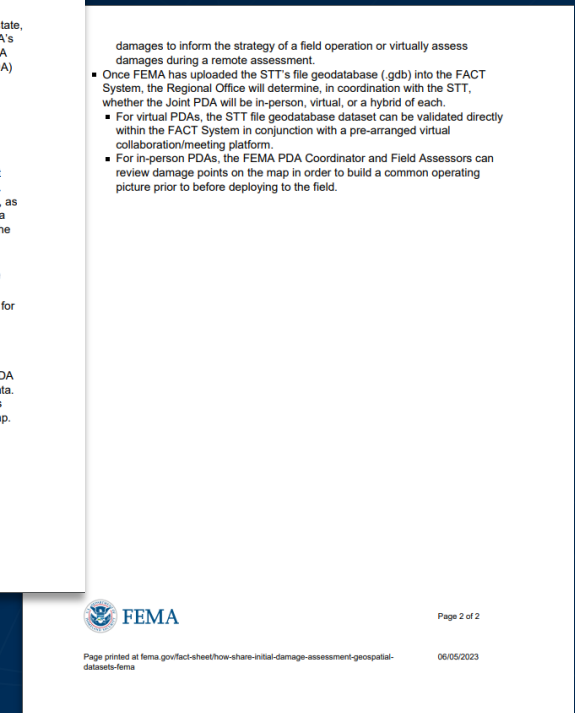 tate,
A's
A
A)
, as
a
ne
for
DA
ta.
s
ap.
damages to inform the strategy of a field operation or virtually assess
damages during a remote assessment.
▪ Once FEMA has uploaded the STT's file geodatabase (.gdb) into the FACT
System, the Regional Office will determine, in coordination with the STT,
whether the Joint PDA will be in-person, virtual, or a hybrid of each.
▪ For virtual PDAs, the STT file geodatabase dataset can be validated directly
within the FACT System in conjunction with a pre-arranged virtual
collaboration/meeting platform.
▪ For in-person PDAs, the FEMA PDA Coordinator and Field Assessors can
review damage points on the map in order to build a common operating
picture prior to before deploying to the field.
FEMA
Page 2 of 2
Page printed at fema.gov/fact-sheet/how-share-initial-damage-assessment-geospatial-
datasets-fema
06/05/2023